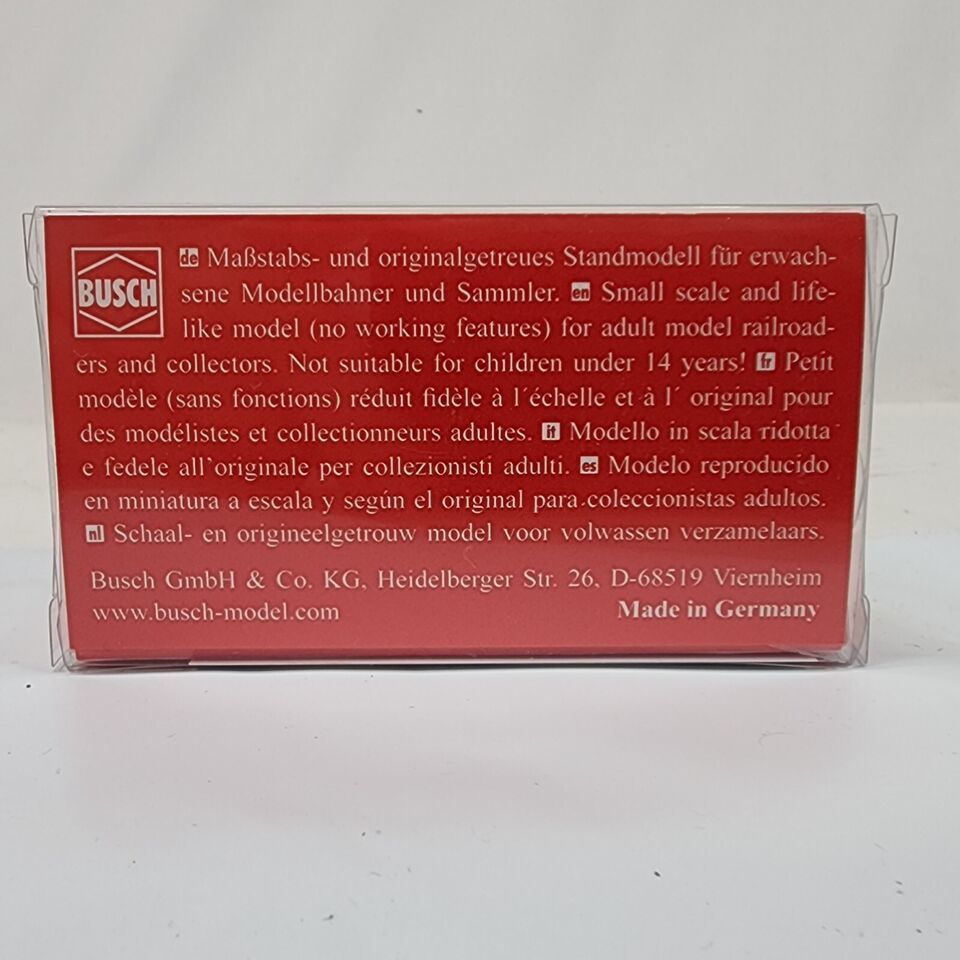 BUSCH
de Maßstabs- und originalgetreues Standmodell für erwach-
sene Modellbahner und Sammler. en Small scale and life-
like model (no working features) for adult model railroad-
ers and collectors. Not suitable for children under 14 years! fr Petit
modèle (sans fonctions) réduit fidèle à l´échelle et à l´ original pour
des modélistes et collectionneurs adultes. it Modello in scala ridotta
e fedele all'originale per collezionisti adulti. es Modelo reproducido
en miniatura a escala y según el original para coleccionistas adultos.
nl Schaal- en origineelgetrouw model voor volwassen verzamelaars.
Busch GmbH & Co. KG, Heidelberger Str. 26, D-68519 Viernheim
www.busch-model.com Made in Germany